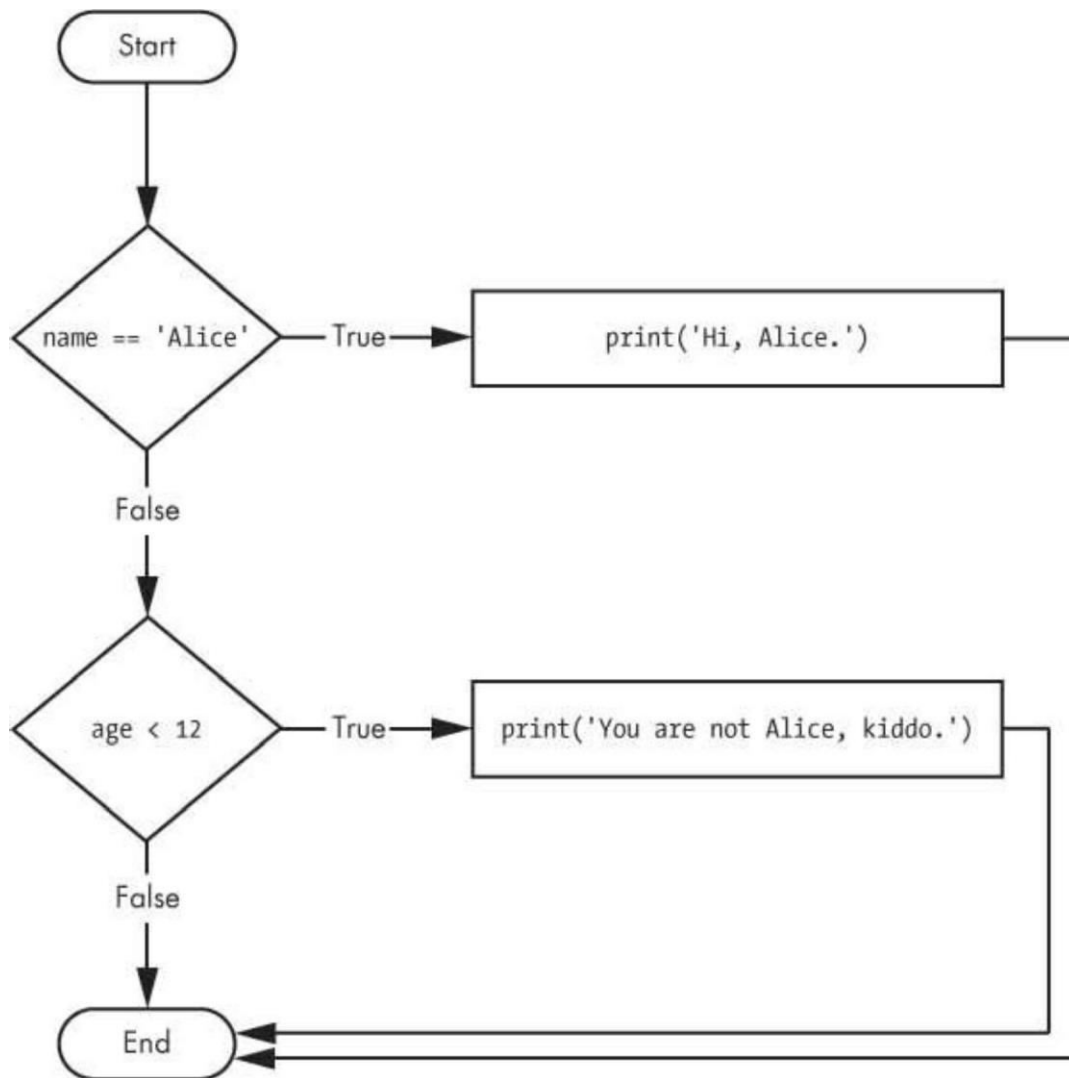 Start
name == 'Alice'
True
print('Hi, Alice.')
False
age < 12
True
print('You are not Alice, kiddo.')
False
End